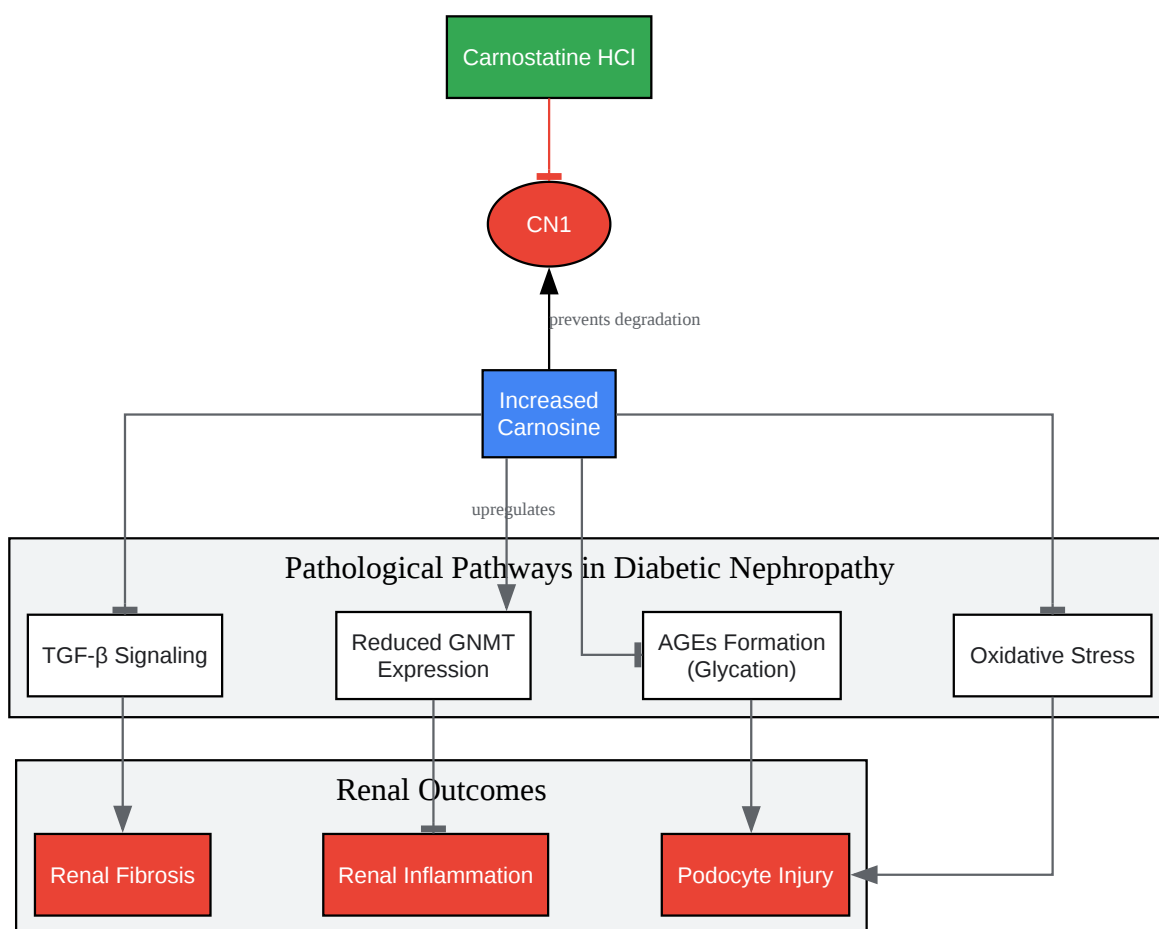 Carnostatine HCl
CN1
prevents degradation
Increased
Carnosine
upregulates
Pathological Pathways in Diabetic Nephropathy
TGF-β Signaling
Reduced GNMT
Expression
AGEs Formation
(Glycation)
Oxidative Stress
Renal Outcomes
Renal Fibrosis
Renal Inflammation
Podocyte Injury